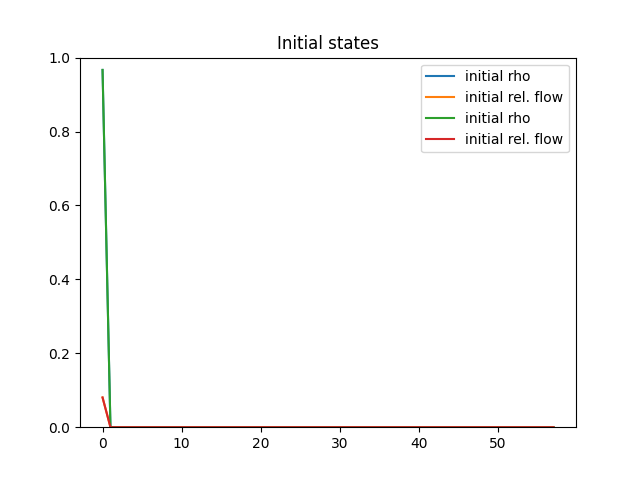 Initial states
1.0
0.8
0.6
0.4
0.2
0.0
initial rho
initial rel. flow
initial rho
initial rel. flow
0 10 20 30 40 50